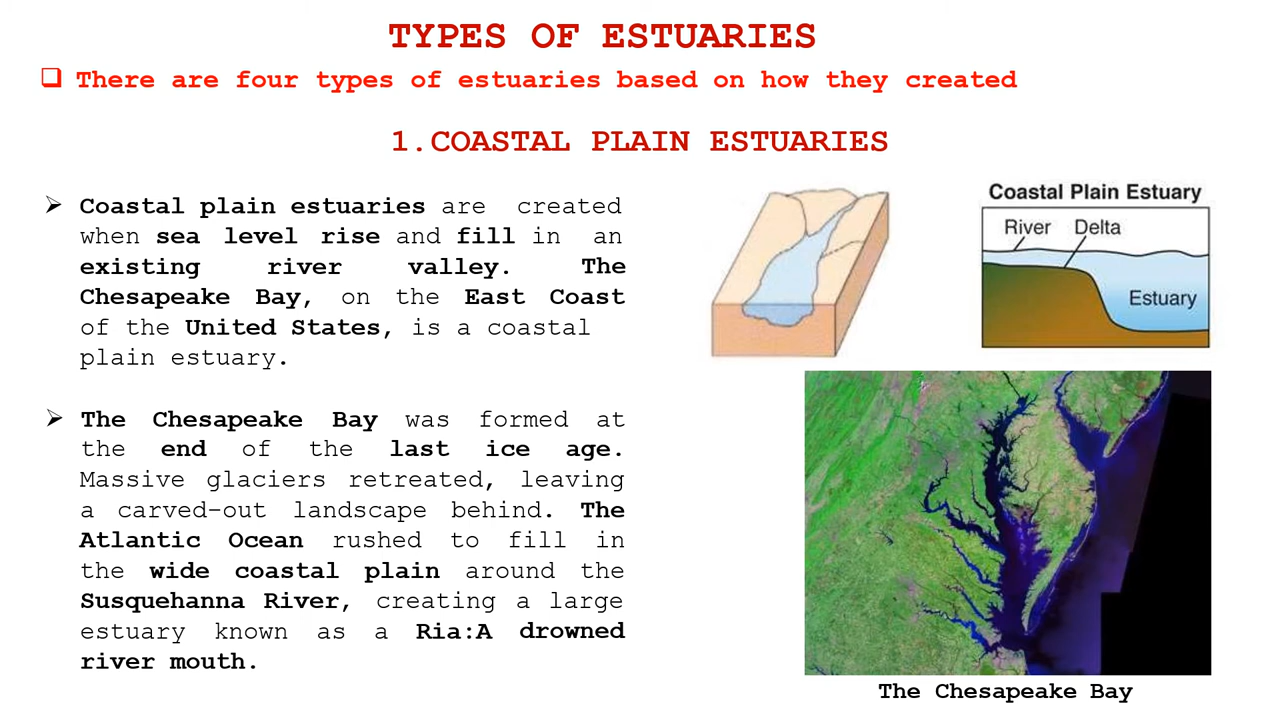 TYPES OF ESTUARIES
❑ There are four types of estuaries based on how they created
1.COASTAL PLAIN ESTUARIES
➢ Coastal plain estuaries are created
when sea level rise and fill in an
existing river valley. The
Chesapeake Bay, on the East Coast
of the United States, is a coastal
plain estuary.
➢ The Chesapeake Bay was formed at
the end of the last ice age.
Massive glaciers retreated, leaving
a carved-out landscape behind. The
Atlantic Ocean rushed to fill in
the wide coastal plain around the
Susquehanna River, creating a large
estuary known as a Ria:A drowned
river mouth.
Coastal Plain Estuary
River Delta
Estuary
The Chesapeake Bay